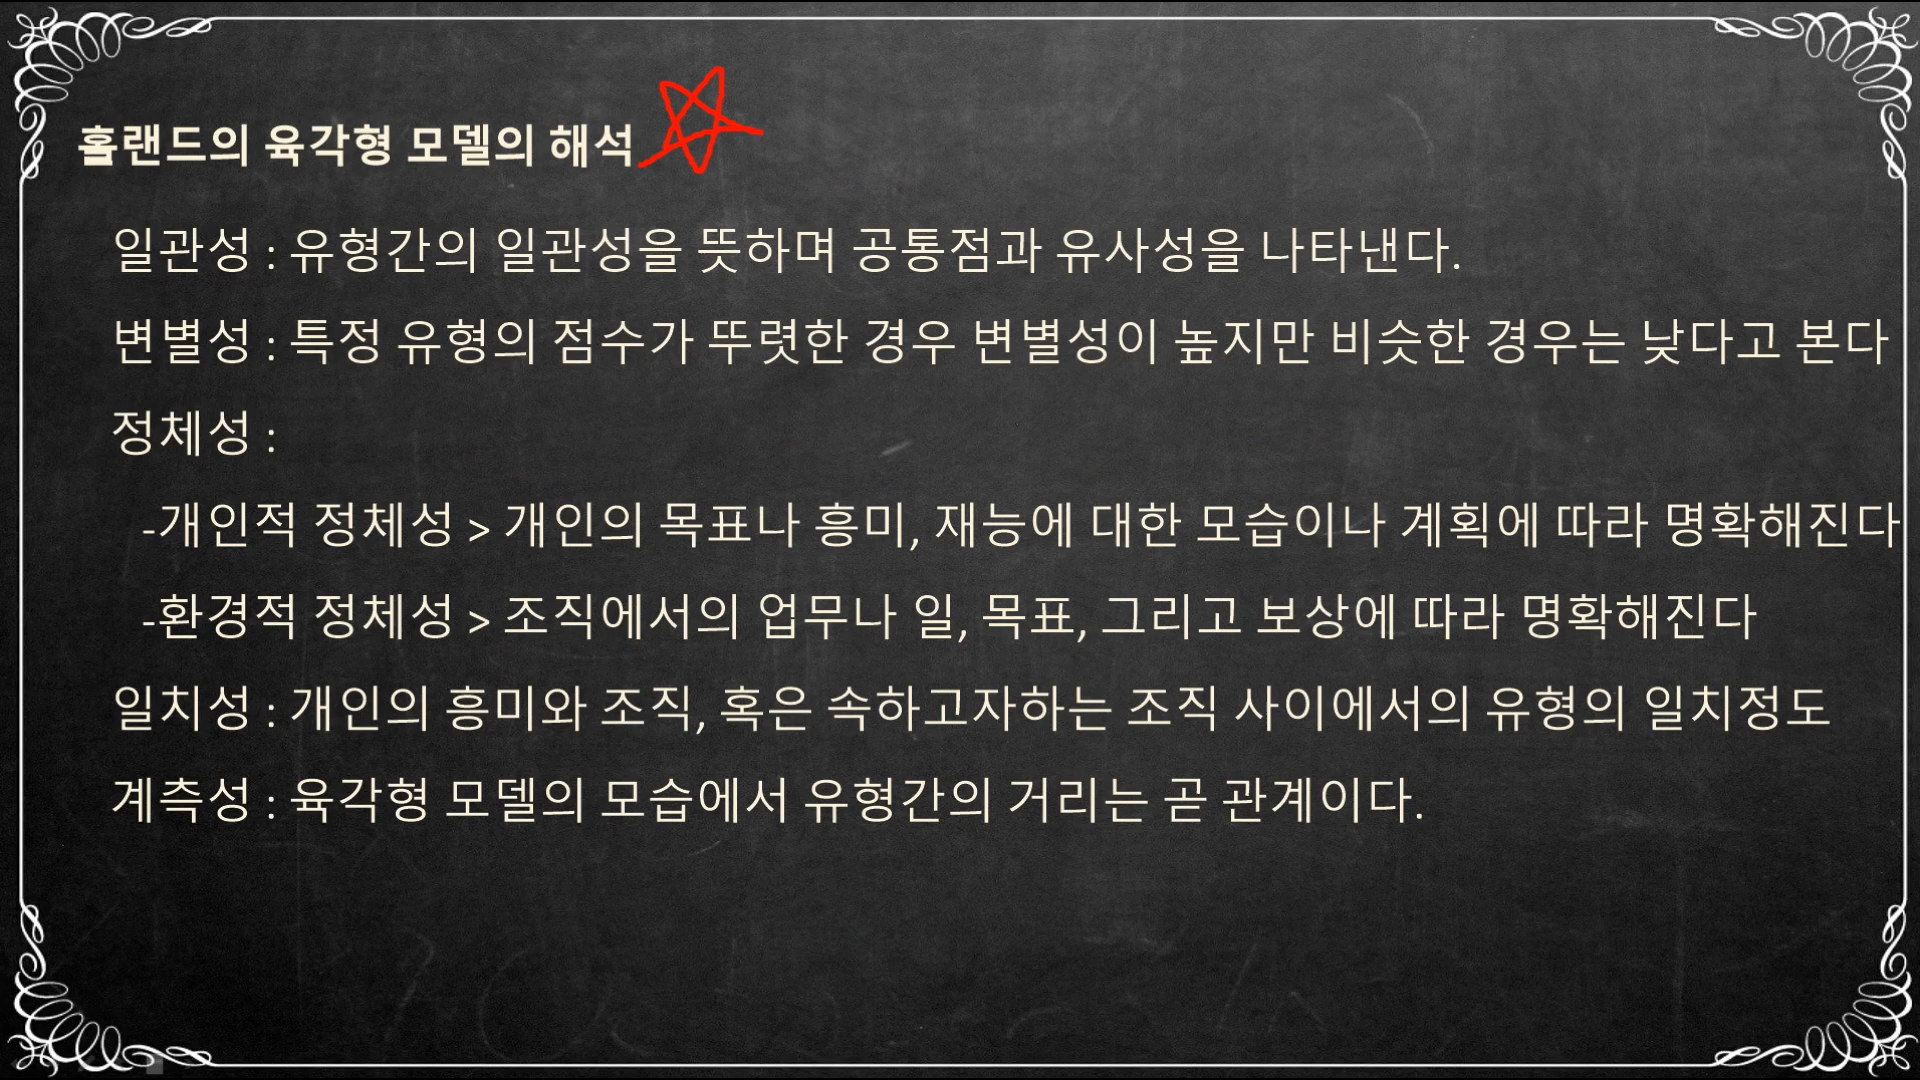 홀랜드의 육각형 모델의 해석
일관성 : 유형간의 일관성을 뜻하며 공통점과 유사성을 나타낸다.
변별성 : 특정 유형의 점수가 뚜렷한 경우 변별성이 높지만 비슷한 경우는 낮다고 본다
정체성 :
-개인적 정체성 > 개인의 목표나 흥미, 재능에 대한 모습이나 계획에 따라 명확해진다
-환경적 정체성 > 조직에서의 업무나 일, 목표, 그리고 보상에 따라 명확해진다
일치성 : 개인의 흥미와 조직, 혹은 속하고자하는 조직 사이에서의 유형의 일치정도
계측성 : 육각형 모델의 모습에서 유형간의 거리는 곧 관계이다.